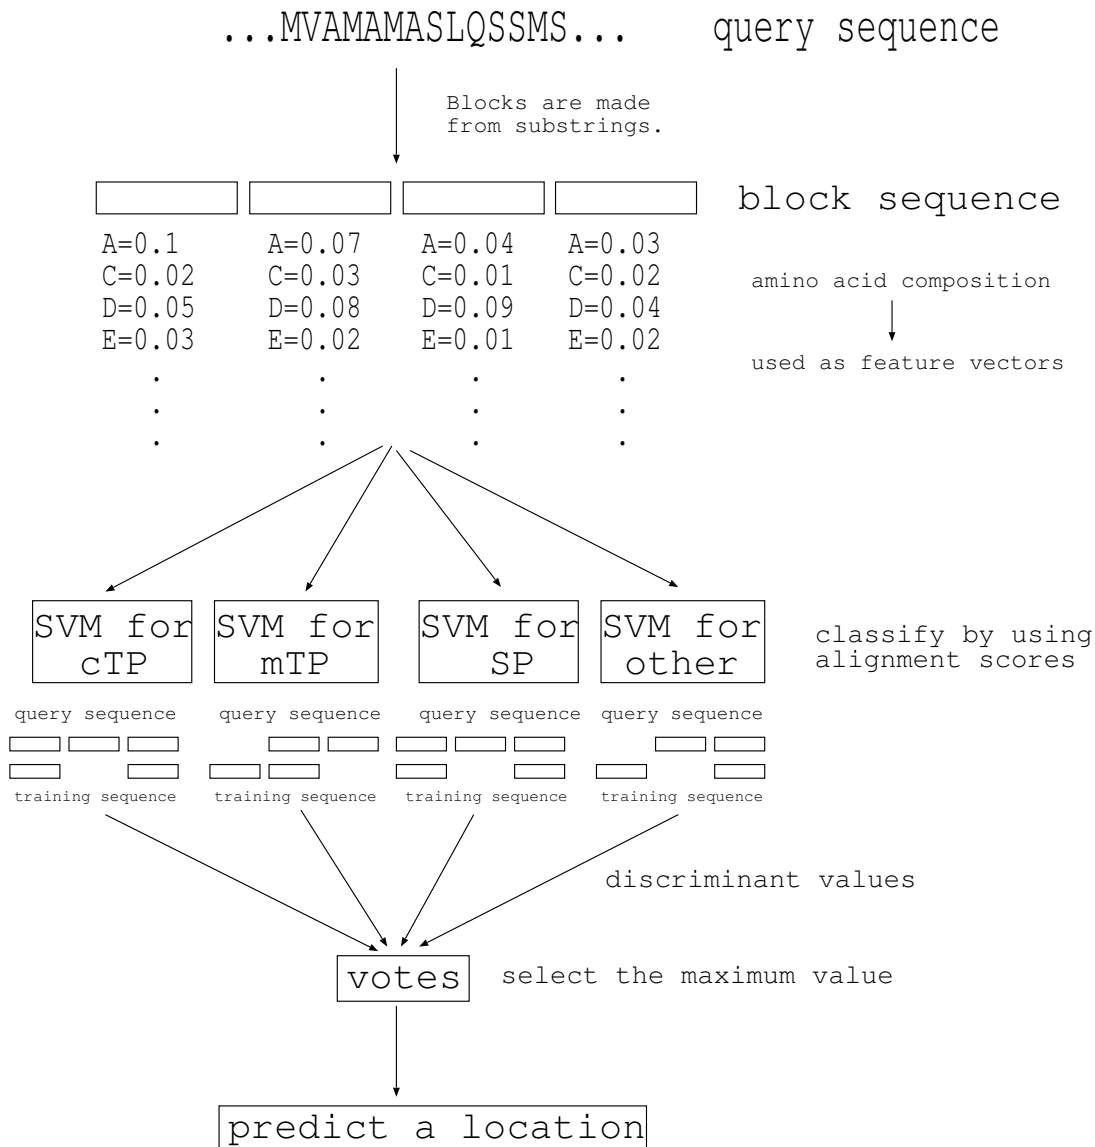 ...MVAMAMASLQSSMS... query sequence
Blocks are made
from substrings.
block sequence
A=0.1 A=0.07 A=0.04 A=0.03
C=0.02 C=0.03 C=0.01 C=0.02
D=0.05 D=0.08 D=0.09 D=0.04
E=0.03 E=0.02 E=0.01 E=0.02
. . . .
. . . .
. . . .
amino acid composition
used as feature vectors
SVM for SVM for SVM for SVM for
cTP mTP SP other
classify by using
alignment scores
query sequence query sequence query sequence query sequence
training sequence training sequence training sequence training sequence
discriminant values
votes select the maximum value
predict a location